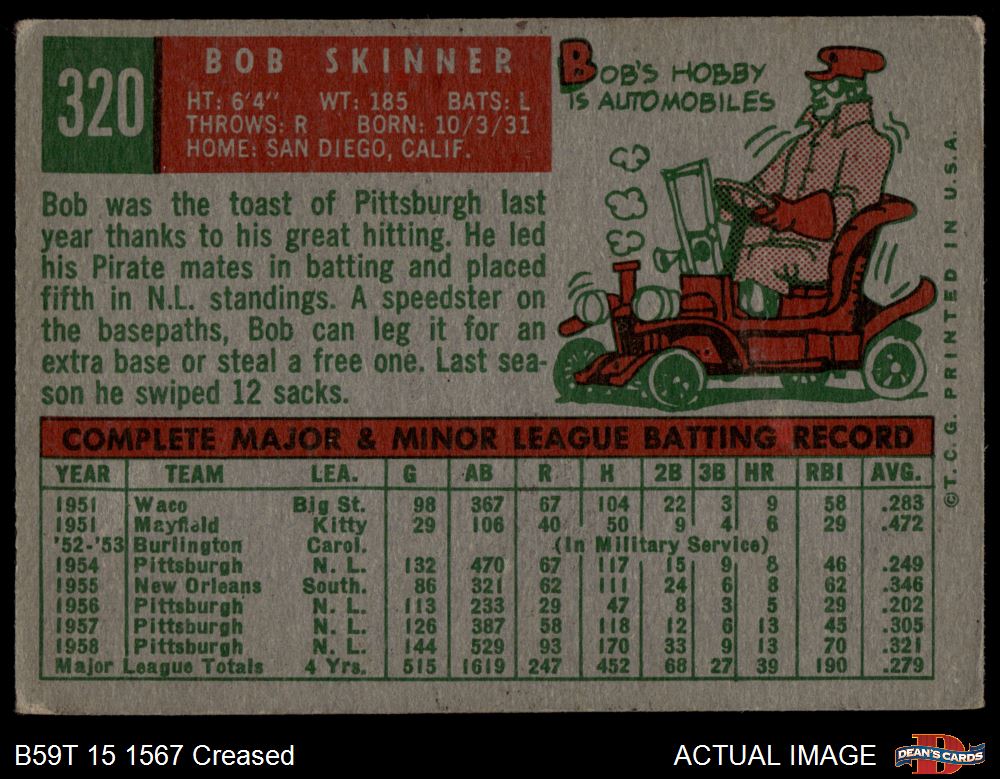 320
BOB SKINNER
HT: 6'4" WT: 185 BATS: L
THROWS: R BORN: 10/3/31
HOME: SAN DIEGO, CALIF.
BOB'S HOBBY
IS AUTOMOBILES
Bob was the toast of Pittsburgh last
year thanks to his great hitting. He led
his Pirate mates in batting and placed
fifth in N.L. standings. A speedster on
the basepaths, Bob can leg it for an
extra base or steal a free one. Last sea-
son he swiped 12 sacks.
©T.C.G. PRINTED IN U.S.A.
COMPLETE MAJOR & MINOR LEAGUE BATTING RECORD
YEAR TEAM LEA. G AB R H 2B 3B HR RBI AVG.
1951 Waco Big St. 98 367 67 104 22 3 9 58 .283
1951 Mayfield Kitty 29 106 40 50 9 4 6 29 .472
'52-'53 Burlington Carol. (In Military Service)
1954 Pittsburgh N. L. 132 470 67 117 15 9 8 46 .249
1955 New Orleans South. 86 321 62 111 24 6 8 62 .346
1956 Pittsburgh N. L. 113 233 29 47 8 3 5 29 .202
1957 Pittsburgh N. L. 126 387 58 118 12 6 13 45 .305
1958 Pittsburgh N. L. 144 529 93 170 33 9 13 70 .321
Major League Totals 4 Yrs. 515 1619 247 452 68 27 39 190 .279
B59T 15 1567 Creased
ACTUAL IMAGE
D
DEAN'S CARDS